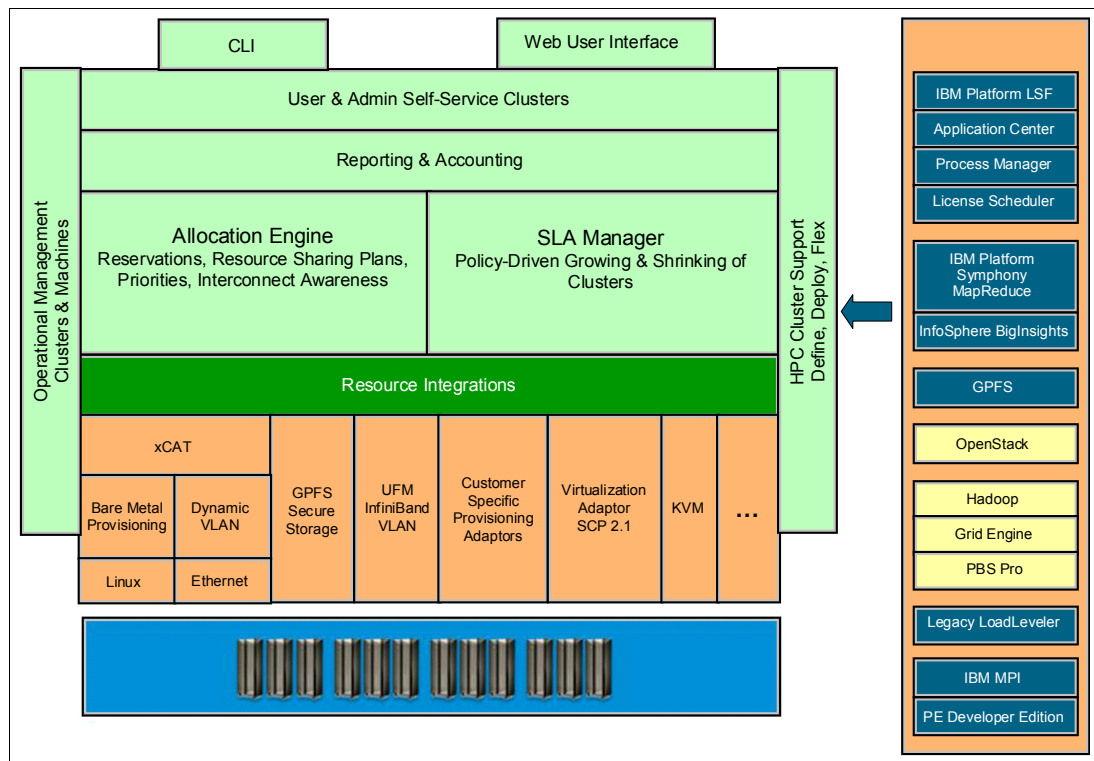 CLI
Web User Interface
User & Admin Self-Service Clusters
Reporting & Accounting
Operational Management
Clusters & Machines
Allocation Engine
Reservations, Resource Sharing Plans,
Priorities, Interconnect Awareness
SLA Manager
Policy-Driven Growing & Shrinking of
Clusters
HPC Cluster Support
Define, Deploy, Flex
Resource Integrations
xCAT
Bare Metal
Provisioning
Dynamic
VLAN
Linux
Ethernet
GPFS
Secure
Storage
UFM
InfiniBand
VLAN
Customer
Specific
Provisioning
Adaptors
Virtualization
Adaptor
SCP 2.1
KVM
...
IBM Platform LSF
Application Center
Process Manager
License Scheduler
IBM Platform
Symphony
MapReduce
InfoSphere BigInsights
GPFS
OpenStack
Hadoop
Grid Engine
PBS Pro
Legacy LoadLeveler
IBM MPI
PE Developer Edition